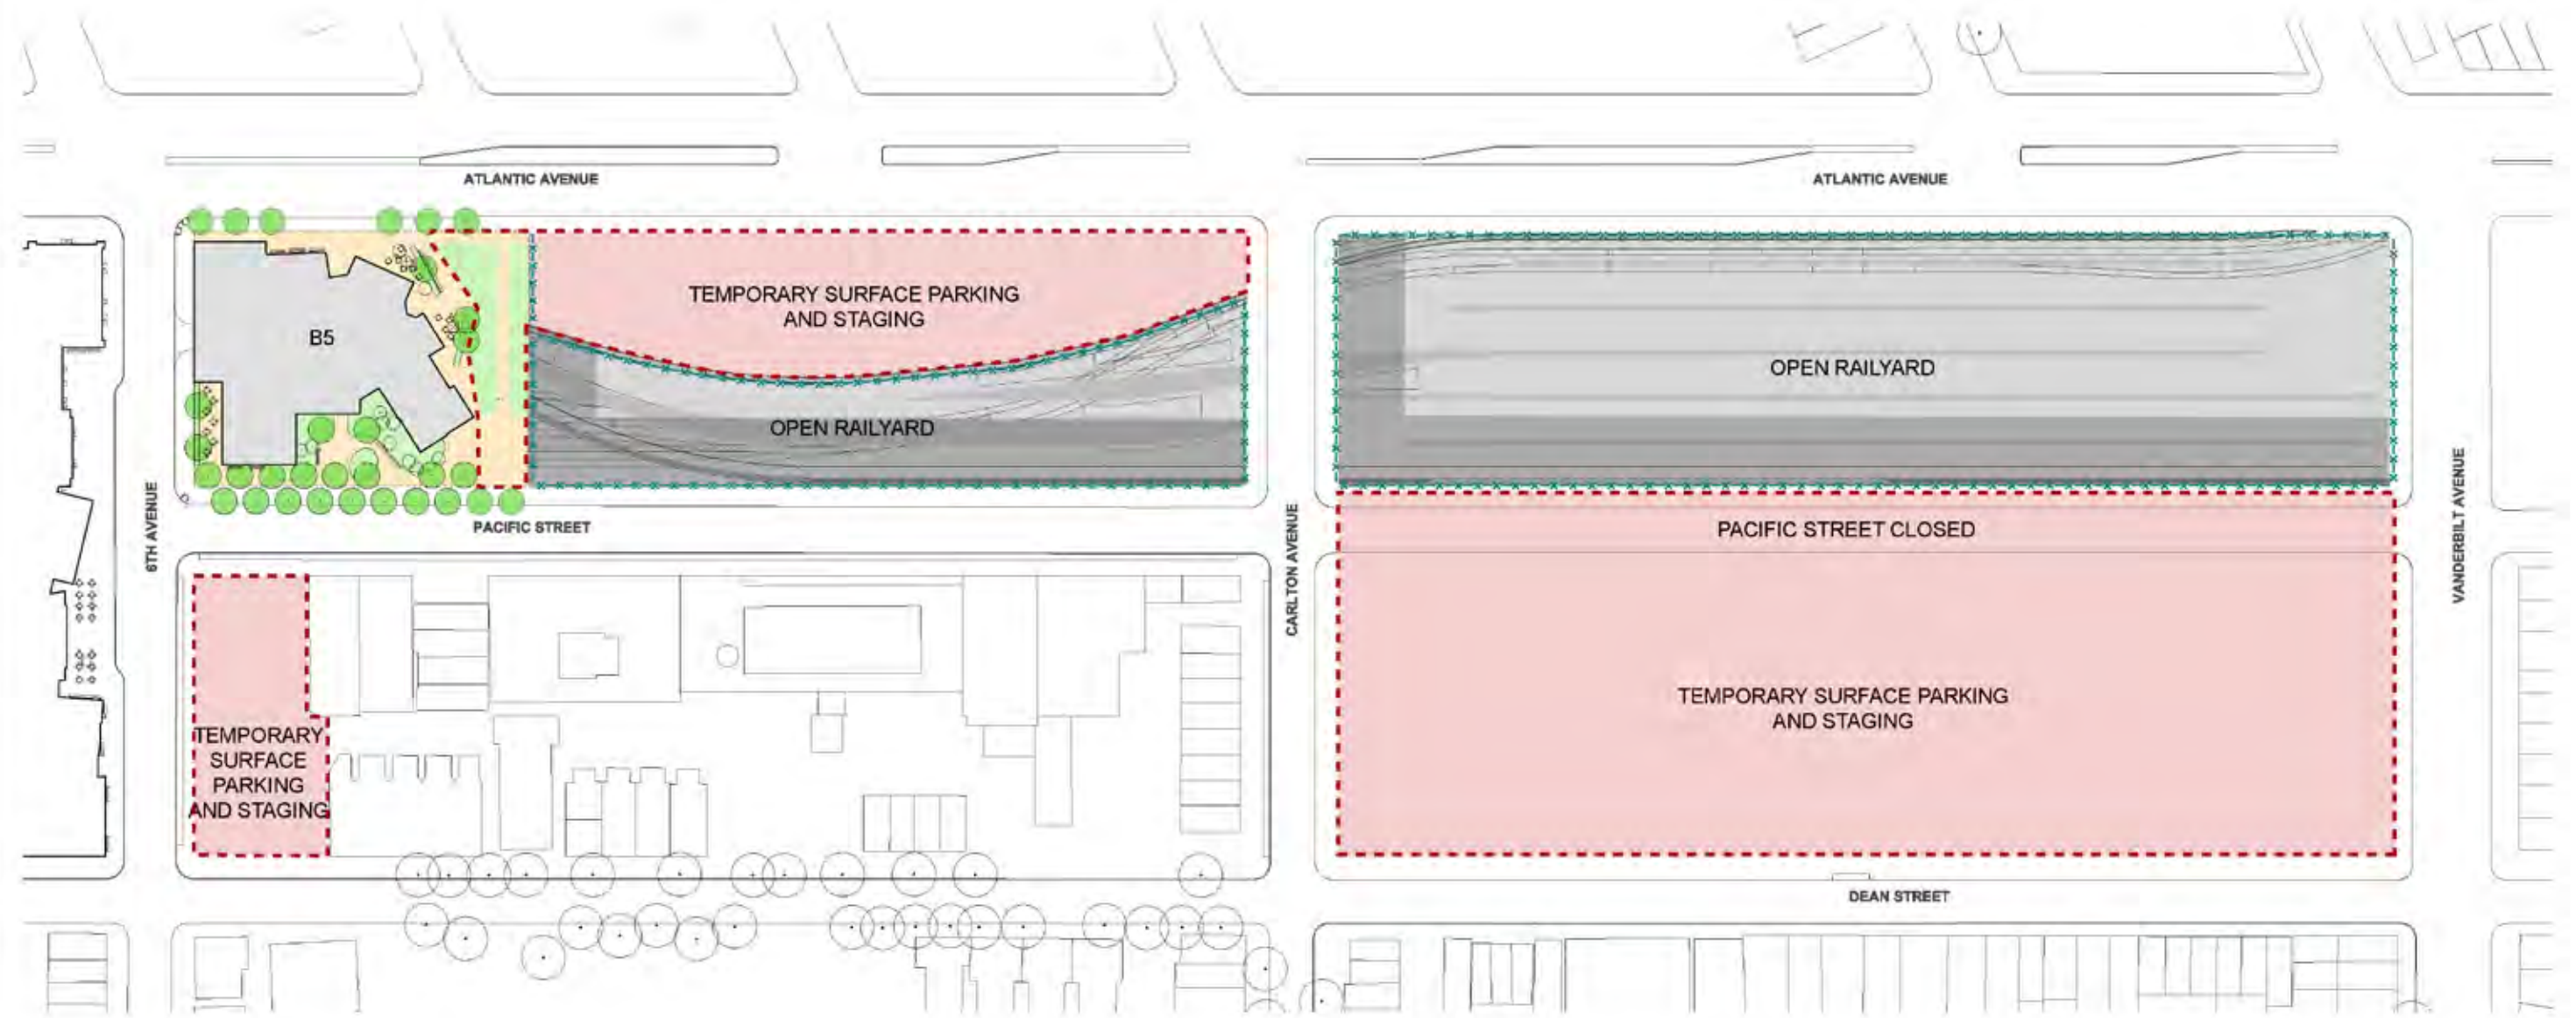 ATLANTIC AVENUE
ATLANTIC AVENUE
B5
TEMPORARY SURFACE PARKING
AND STAGING
OPEN RAILYARD
OPEN RAILYARD
6TH AVENUE
PACIFIC STREET
CARLTON AVENUE
PACIFIC STREET CLOSED
VANDERBILT AVENUE
TEMPORARY
SURFACE
PARKING
AND STAGING
TEMPORARY SURFACE PARKING
AND STAGING
DEAN STREET